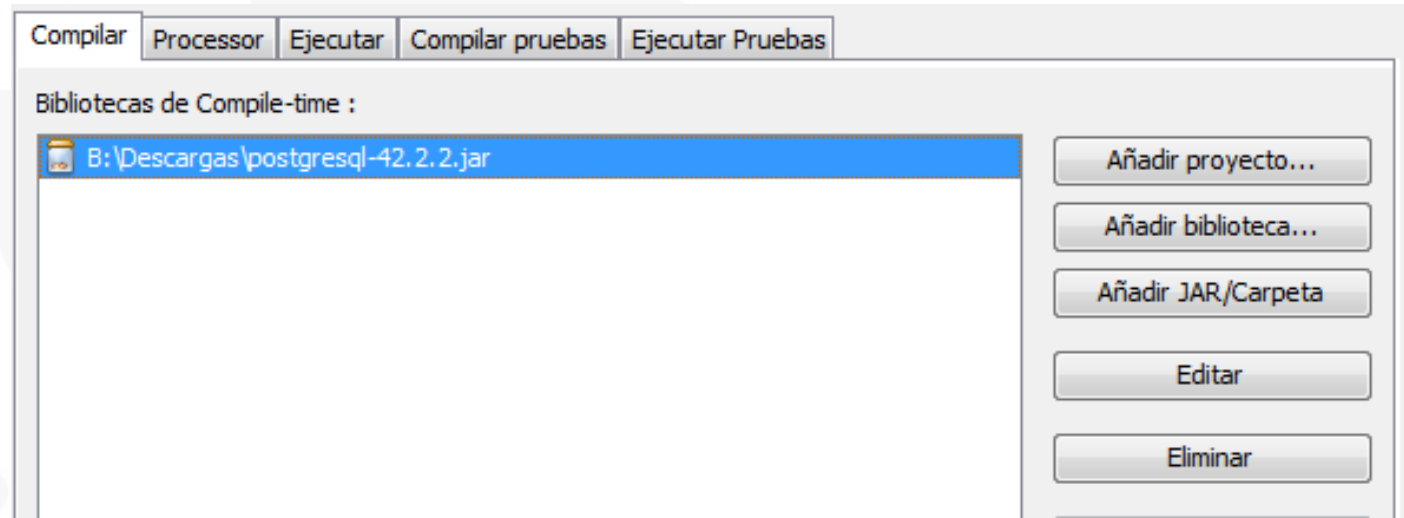 Compilar Processor Ejecutar Compilar pruebas Ejecutar Pruebas
Bibliotecas de Compile-time :
B:\Descargas\postgresql-42.2.2.jar
Añadir proyecto...
Añadir biblioteca...
Añadir JAR/Carpeta
Editar
Eliminar